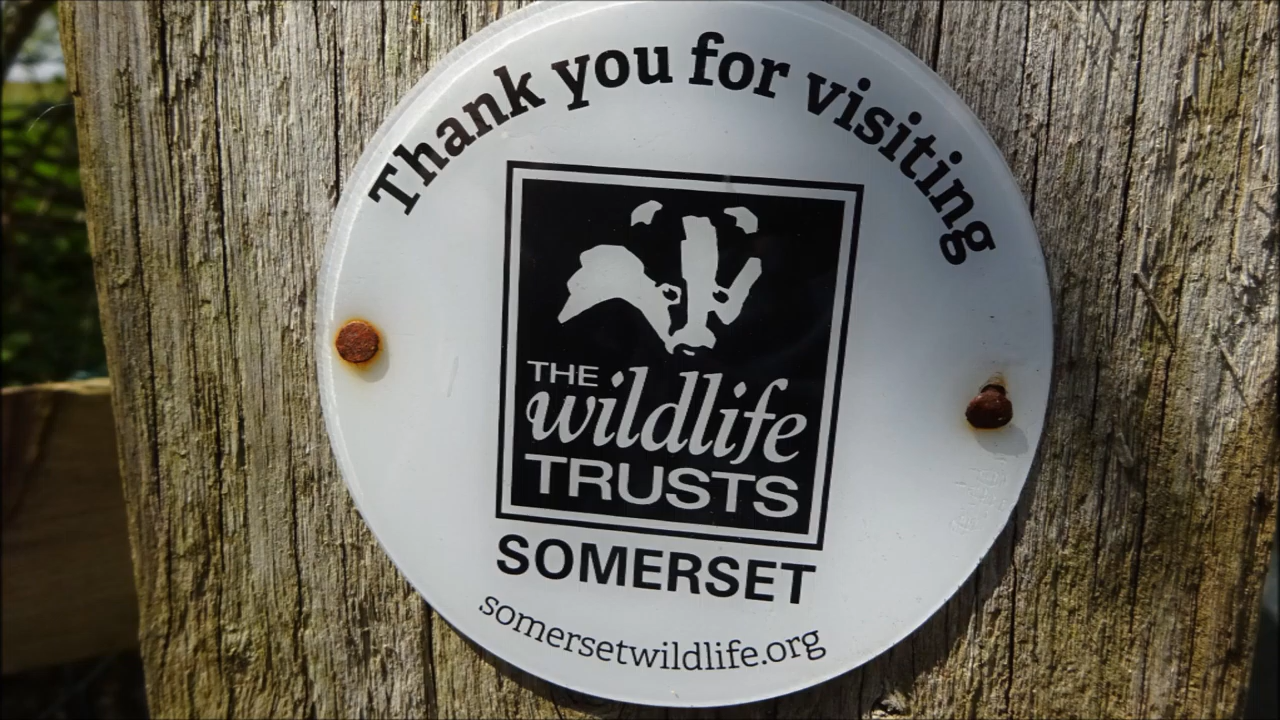 Thank you for visiting
THE
wildlife
TRUSTS
SOMERSET
somersetwildlife.org